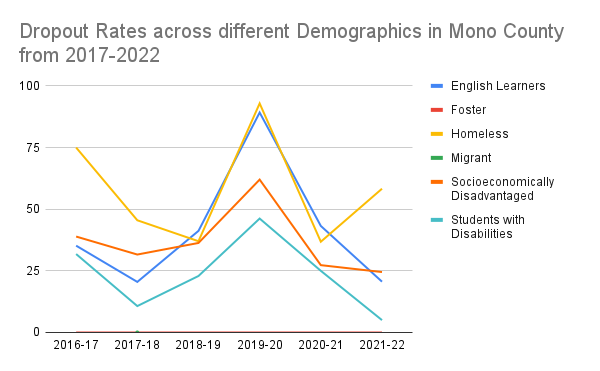 Dropout Rates across different Demographics in Mono County
from 2017-2022
100
75
50
25
0
2016-17 2017-18 2018-19 2019-20 2020-21 2021-22
English Learners
Foster
Homeless
Migrant
Socioeconomically
Disadvantaged
Students with
Disabilities